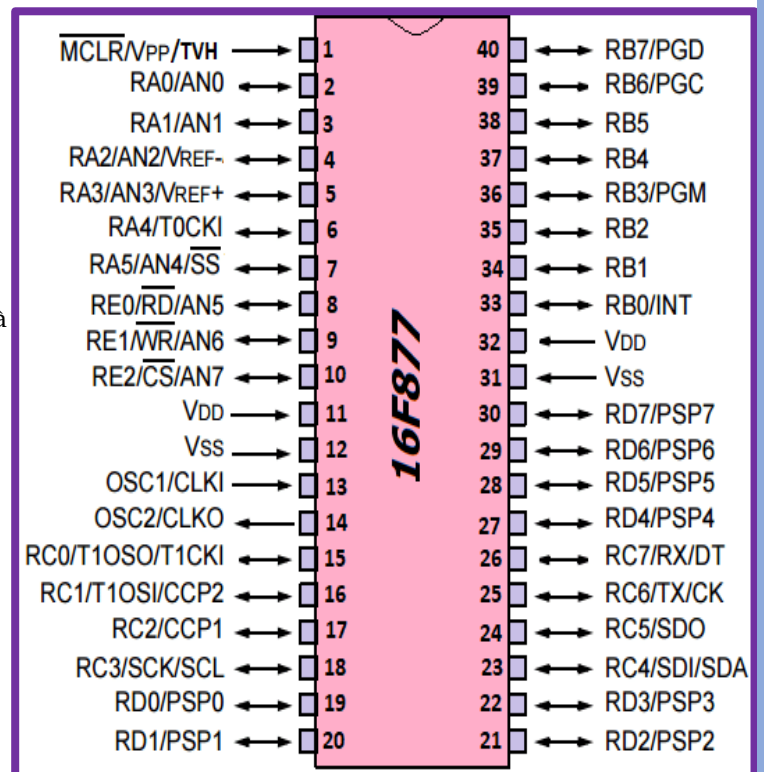 MCLR/VPP/TVH 1 40 RB7/PGD
RA0/AN0 2 39 RB6/PGC
RA1/AN1 3 38 RB5
RA2/AN2/VREF- 4 37 RB4
RA3/AN3/VREF+ 5 36 RB3/PGM
RA4/T0CKI 6 35 RB2
RA5/AN4/SS 7 34 RB1
à
RE0/RD/AN5 8 33 RB0/INT
RE1/WR/AN6 9 32 VDD
RE2/CS/AN7 10 31 VSS
VDD 11 30 RD7/PSP7
VSS 12 29 RD6/PSP6
OSC1/CLKI 13 28 RD5/PSP5
OSC2/CLKO 14 27 RD4/PSP4
RC0/T1OSO/T1CKI 15 26 RC7/RX/DT
RC1/T1OSI/CCP2 16 25 RC6/TX/CK
RC2/CCP1 17 24 RC5/SDO
RC3/SCK/SCL 18 23 RC4/SDI/SDA
RD0/PSP0 19 22 RD3/PSP3
RD1/PSP1 20 21 RD2/PSP2
16F877